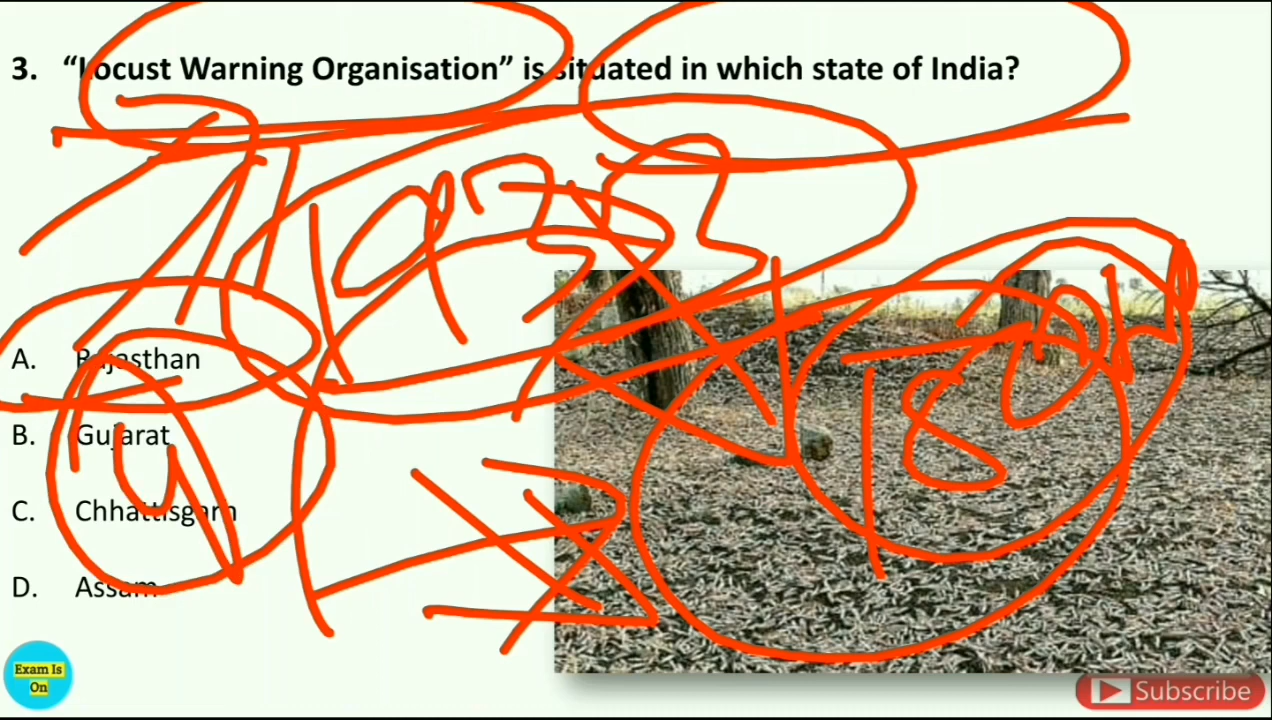 3. “Locust Warning Organisation” is situated in which state of India?
A. Rajasthan
B. Gujarat
C. Chhattisgarh
D. Assam
Exam Is
On
Subscribe